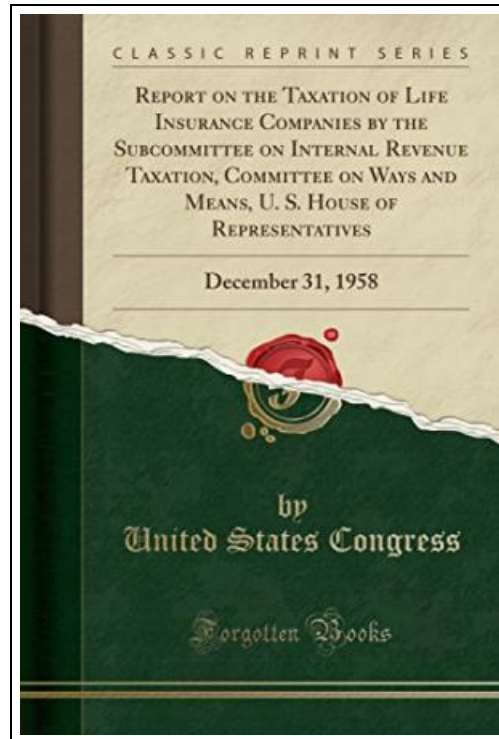 CLASSIC REPRINT SERIES
REPORT ON THE TAXATION OF LIFE
INSURANCE COMPANIES BY THE
SUBCOMMITTEE ON INTERNAL REVENUE
TAXATION, COMMITTEE ON WAYS AND
MEANS, U. S. HOUSE OF
REPRESENTATIVES
December 31, 1958
by
United States Congress
Forgotten Books